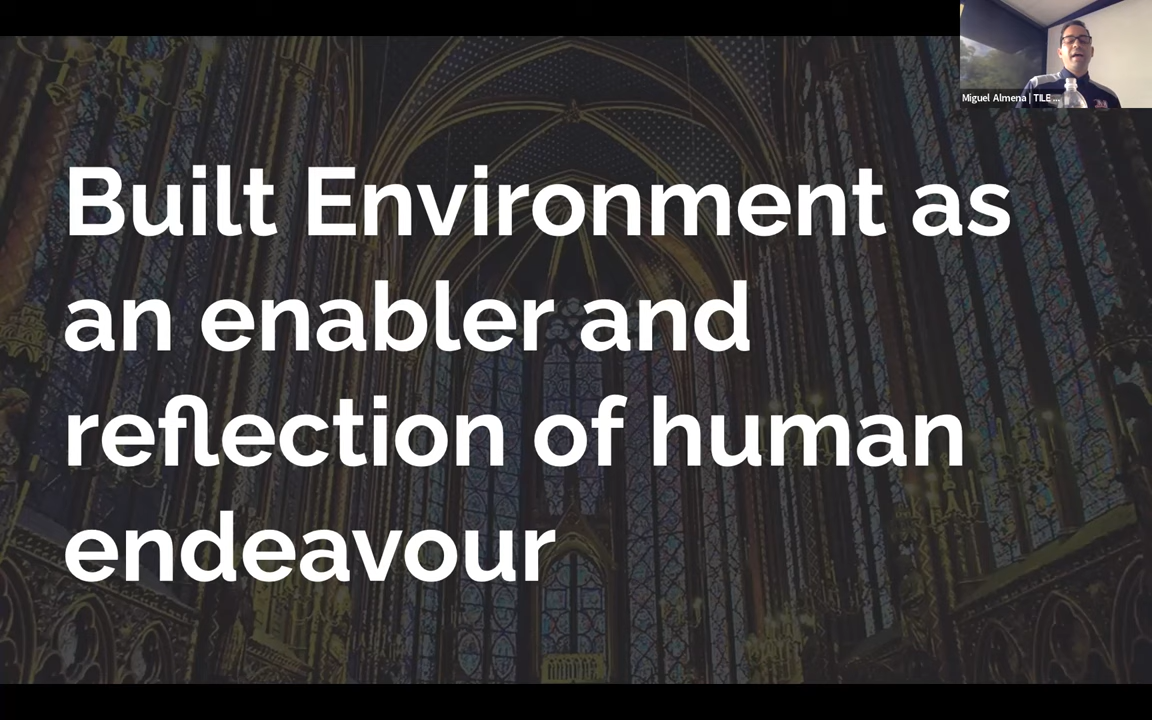 Built Environment as
an enabler and
reflection of human
endeavour
Miguel Almena | TILE ...